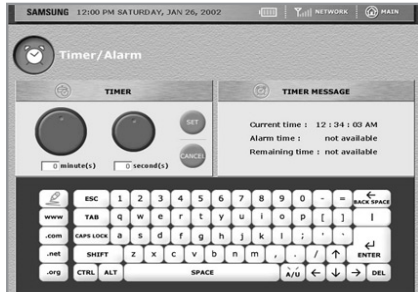 SAMSUNG 12:00 PM SATURDAY, JAN 26, 2002 NETWORK MAIN
Timer/Alarm
TIMER
TIMER MESSAGE
SET
CANCEL
0 minute(s) 0 second(s)
Current time : 12 : 34 : 03 AM
Alarm time : not available
Remaining time : not available
ESC 1 2 3 4 5 6 7 8 9 0 - = BACK SPACE
www TAB q w e r t y u i o p [ ]
.com CAPS LOCK a s d f g h j k l ; ' ENTER
.net SHIFT z x c v b n m , . / ↑
.org CTRL ALT SPACE A/U ← ↓ → DEL